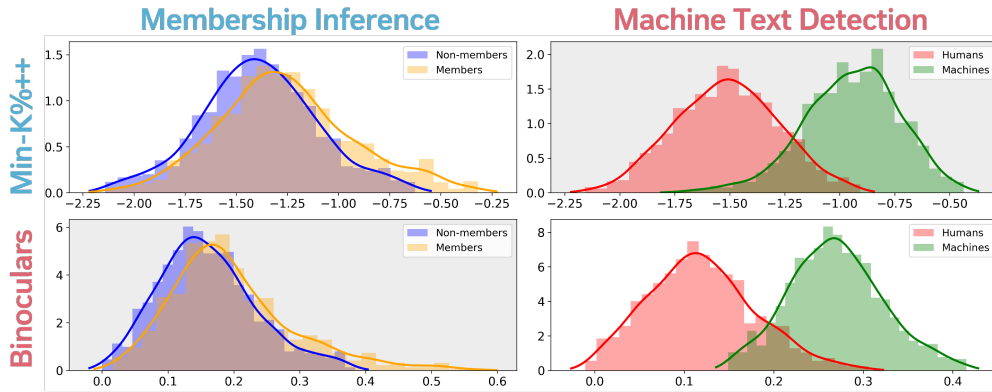 Membership Inference
Machine Text Detection
Min-K%++
1.5
1.0
0.5
0.0
−2.25 −2.00 −1.75 −1.50 −1.25 −1.00 −0.75 −0.50 −0.25
Non-members
Members
2.0
1.5
1.0
0.5
0.0
−2.25 −2.00 −1.75 −1.50 −1.25 −1.00 −0.75 −0.50
Humans
Machines
Binoculars
6
4
2
0
0.0 0.1 0.2 0.3 0.4 0.5 0.6
Non-members
Members
8
6
4
2
0
0.0 0.1 0.2 0.3 0.4
Humans
Machines